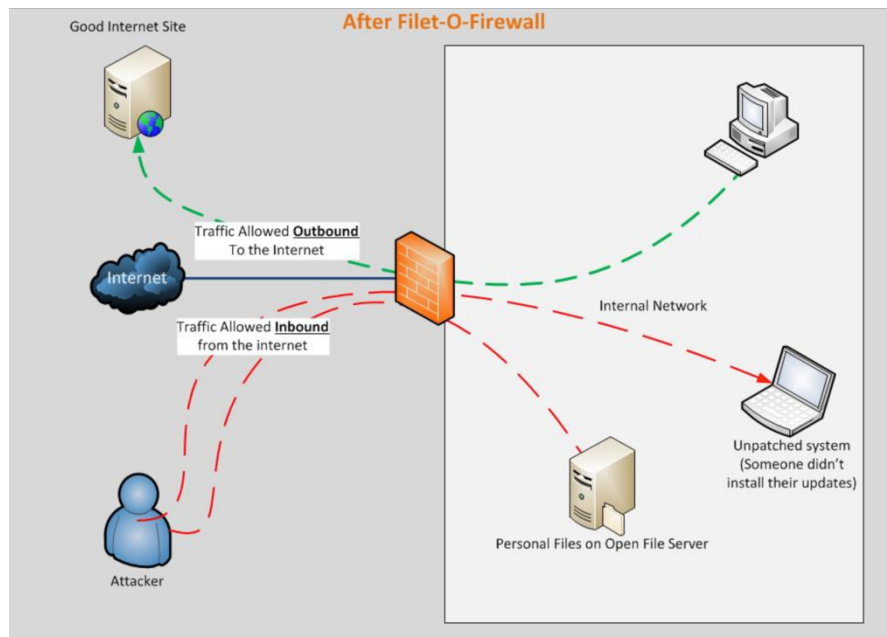 After Filet-O-Firewall
Good Internet Site
Traffic Allowed Outbound
To the Internet
Internet
Traffic Allowed Inbound
from the internet
Internal Network
Unpatched system
(Someone didn't
install their updates)
Personal Files on Open File Server
Attacker